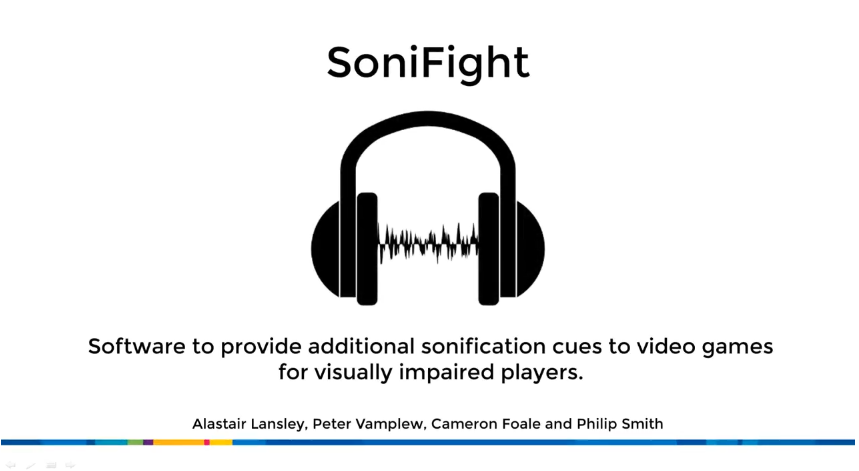 SoniFight
Software to provide additional sonification cues to video games
for visually impaired players.
Alastair Lansley, Peter Vamplew, Cameron Foale and Philip Smith